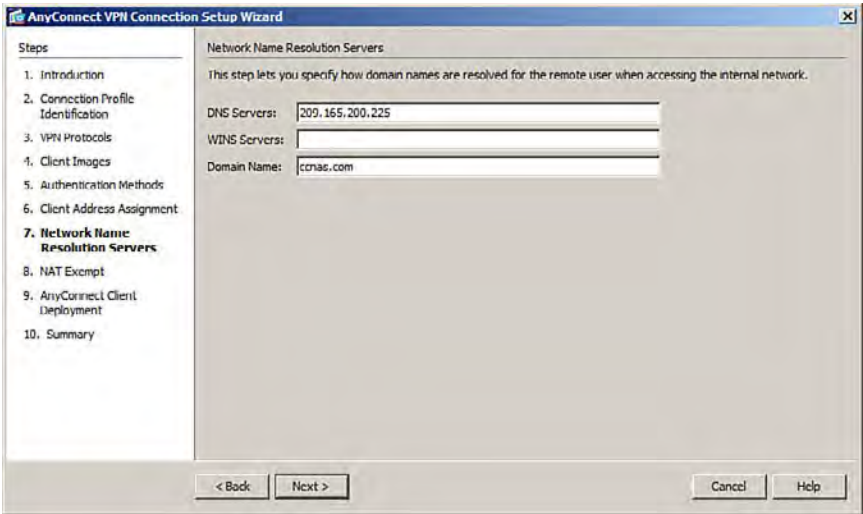 AnyConnect VPN Connection Setup Wizard
Steps
1. Introduction
2. Connection Profile
Identification
3. VPN Protocols
4. Client Images
5. Authentication Methods
6. Client Address Assignment
7. Network Name
Resolution Servers
8. NAT Exempt
9. AnyConnect Client
Deployment
10. Summary
Network Name Resolution Servers
This step lets you specify how domain names are resolved for the remote user when accessing the internal network.
DNS Servers: 209.165.200.225
WINS Servers:
Domain Name: ccnas.com
< Back Next > Cancel Help